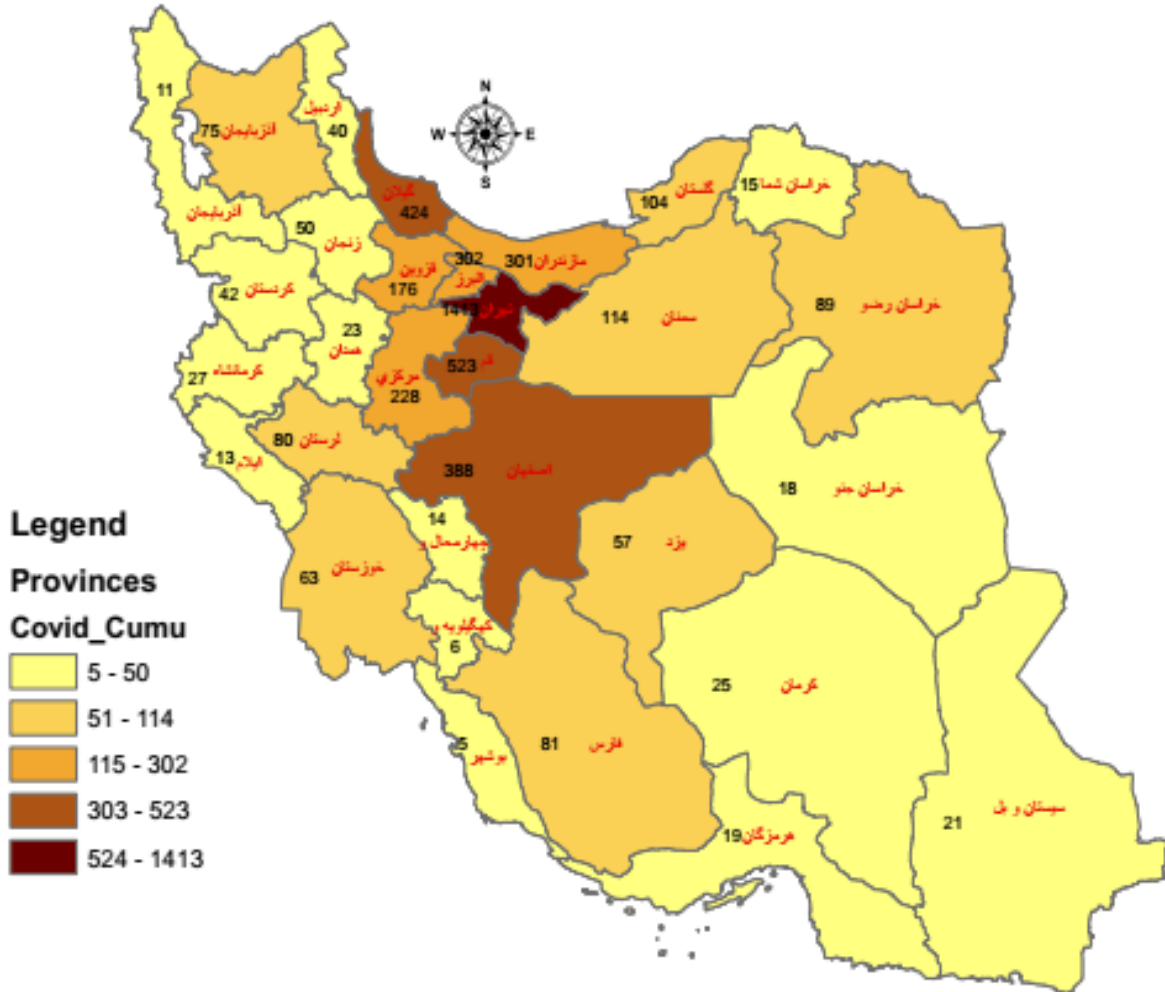 N
W E
S
11
75 آذربایجان
اردبیل
40
گیلان
424
آذربایجان
50
زنجان
گلستان
104
15 خراسان شما
302
البرز
301 مازندران
قزوین
176
1413 تهران
42 کردستان
23
همدان
114 سمنان
89 خراسان رضو
قم
523
مرکزي
228
27 کرمانشاه
80 لرستان
13 ایلام
388 اصفهان
18 خراسان جنو
14
چهارمحال و
57 یزد
63 خوزستان
کهگیلویه و
6
25 کرمان
5
بوشهر
81 فارس
19 هرمزگان
21
سیستان و بل
Legend
Provinces
Covid_Cumu
5 - 50
51 - 114
115 - 302
303 - 523
524 - 1413